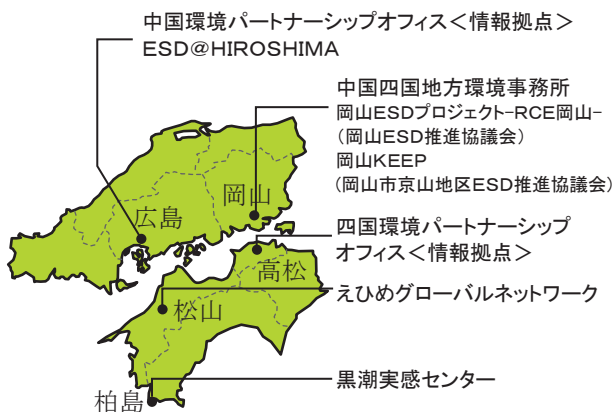 中国環境パートナーシップオフィス＜情報拠点＞
ESD@HIROSHIMA
中国四国地方環境事務所
岡山ESDプロジェクト-RCE岡山-
（岡山ESD推進協議会）
岡山KEEP
（岡山市京山地区ESD推進協議会）
岡山
広島
四国環境パートナーシップ
オフィス＜情報拠点＞
高松
えひめグローバルネットワーク
松山
黒潮実感センター
柏島